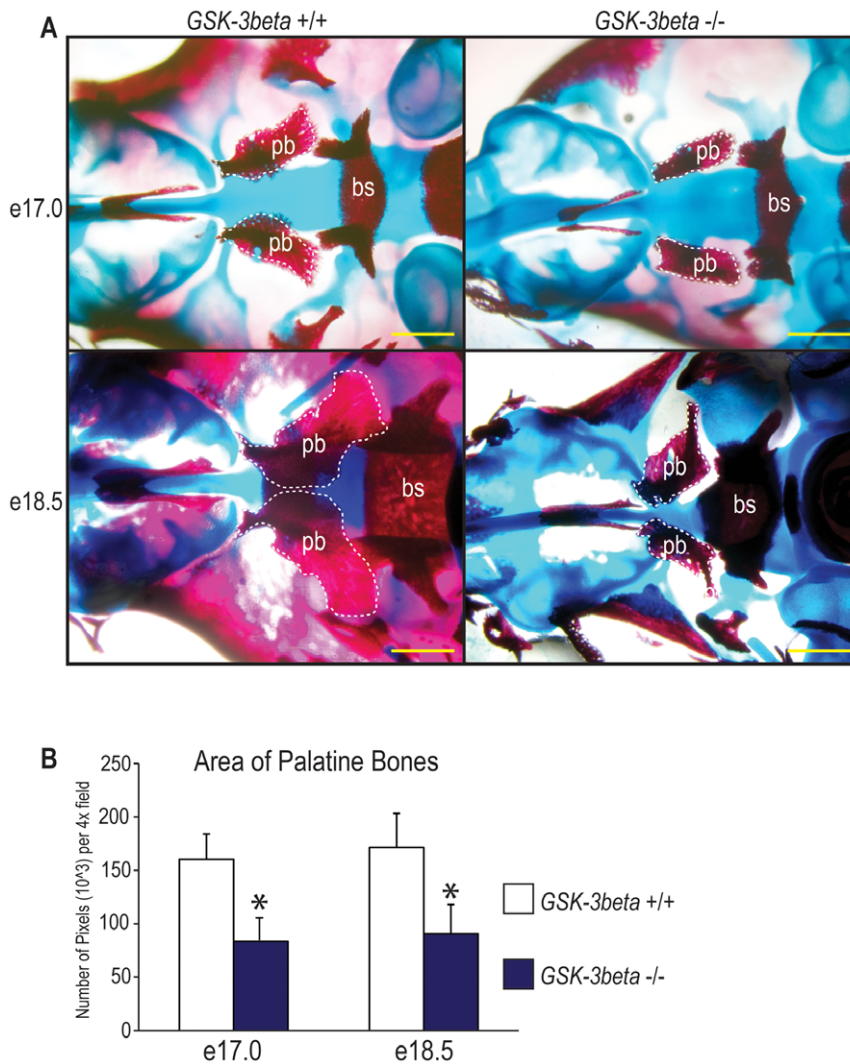 GSK-3beta +/+
GSK-3beta -/-
A
e17.0
pb
pb
bs
pb
pb
bs
e18.5
pb
pb
bs
pb
pb
bs
B
Area of Palatine Bones
Number of Pixels (10^3) per 4x field
250
200
150
100
50
0
*
*
e17.0
e18.5
GSK-3beta +/+
GSK-3beta -/-